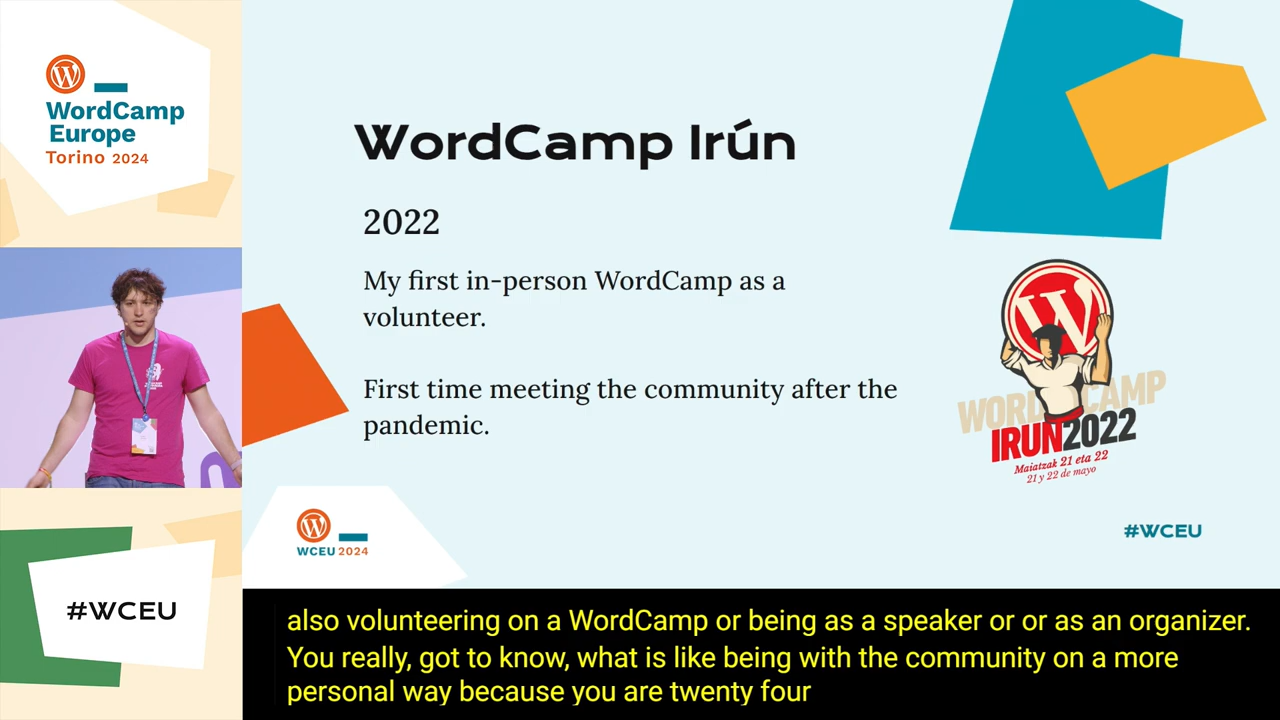 WordCamp
Europe
Torino 2024
#WCEU
WordCamp Irún
2022
My first in-person WordCamp as a
volunteer.
First time meeting the community after the
pandemic.
WORDCAMP
IRUN2022
Maiatzak 21 eta 22
21 y 22 de mayo
WCEU 2024
#WCEU
also volunteering on a WordCamp or being as a speaker or or as an organizer.
You really, got to know, what is like being with the community on a more
personal way because you are twenty four